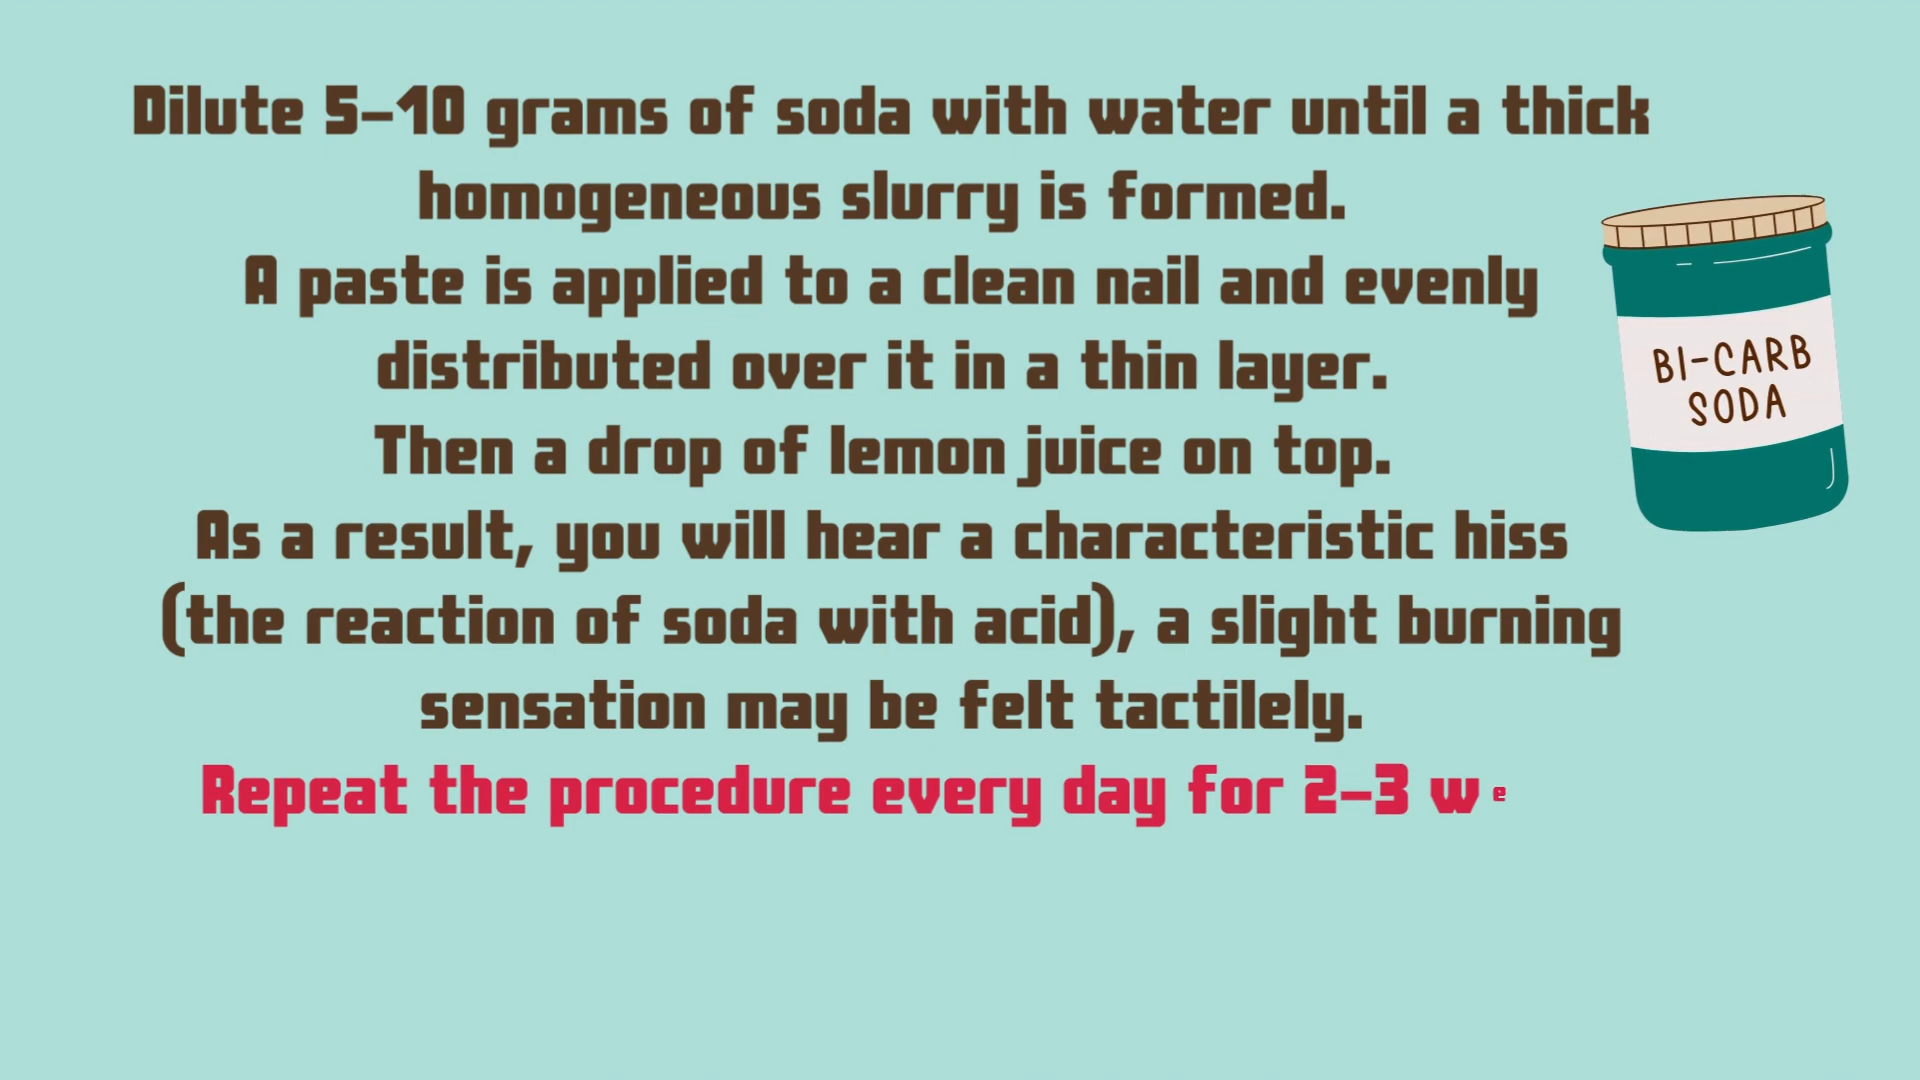 Dilute 5-10 grams of soda with water until a thick
homogeneous slurry is formed.
A paste is applied to a clean nail and evenly
distributed over it in a thin layer.
Then a drop of lemon juice on top.
As a result, you will hear a characteristic hiss
(the reaction of soda with acid), a slight burning
sensation may be felt tactilely.
Repeat the procedure every day for 2-3 w e
BI-CARB
SODA